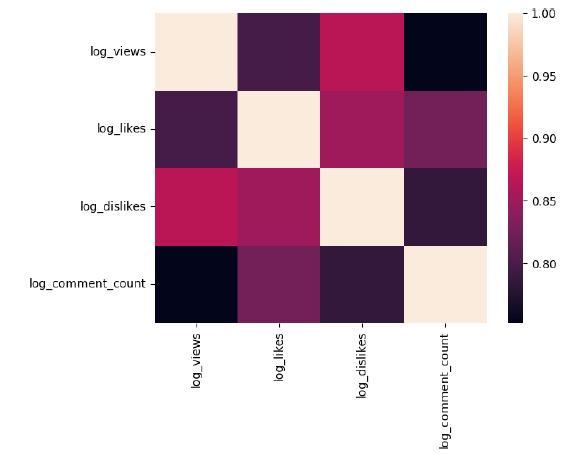 log_views
log_likes
log_dislikes
log_comment_count
log_views
log_likes
log_dislikes
log_comment_count
1.00
0.95
0.90
0.85
0.80